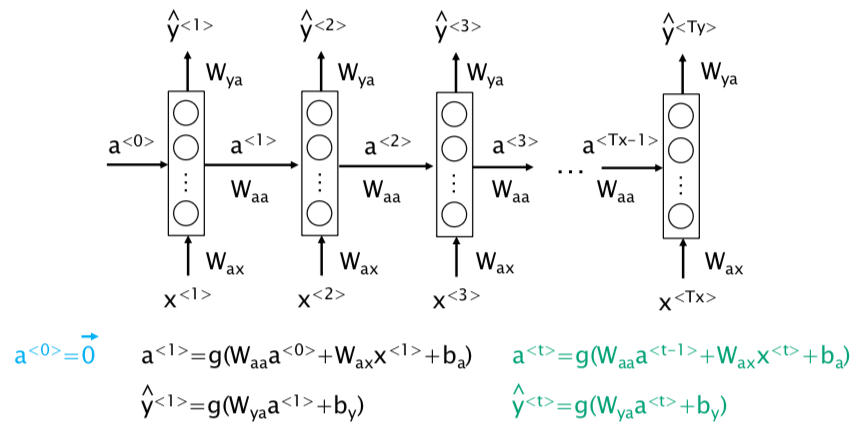 ŷ<1> ŷ<2> ŷ<3> ŷ<Ty>
Wya Wya Wya Wya
a<0> a<1> a<2> a<3> a<Tx-1>
...
Waa Waa Waa Waa
Wax Wax Wax Wax
x<1> x<2> x<3> x<Tx>
a<0>=0⃗ a<1>=g(Waaa<0>+Waxx<1>+ba) a<t>=g(Waaa<t-1>+Waxx<t>+ba)
ŷ<1>=g(Wyaa<1>+by) ŷ<t>=g(Wyaa<t>+by)